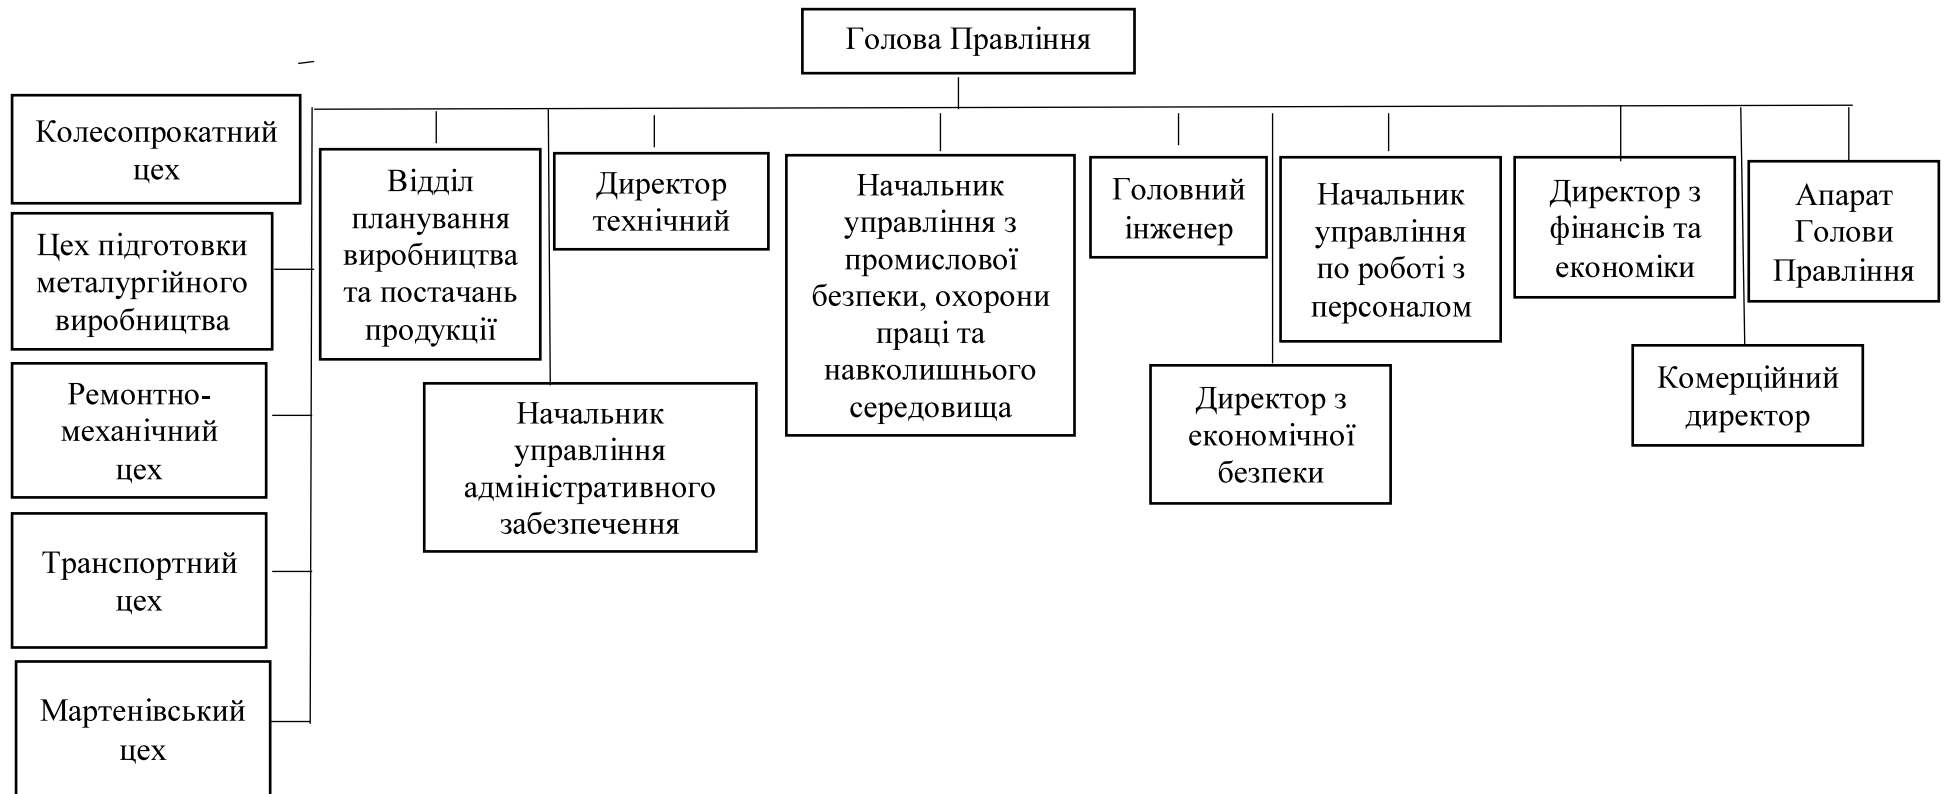 Голова Правління
Колесопрокатний
цех
Цех підготовки
металургійного
виробництва
Ремонтно-
механічний
цех
Транспортний
цех
Мартенівський
цех
Відділ
планування
виробництва
та постачань
продукції
Начальник
управління
адміністративного
забезпечення
Директор
технічний
Начальник
управління з
промислової
безпеки, охорони
праці та
навколишнього
середовища
Головний
інженер
Директор з
економічної
безпеки
Начальник
управління
по роботі з
персоналом
Директор з
фінансів та
економіки
Комерційний
директор
Апарат
Голови
Правління